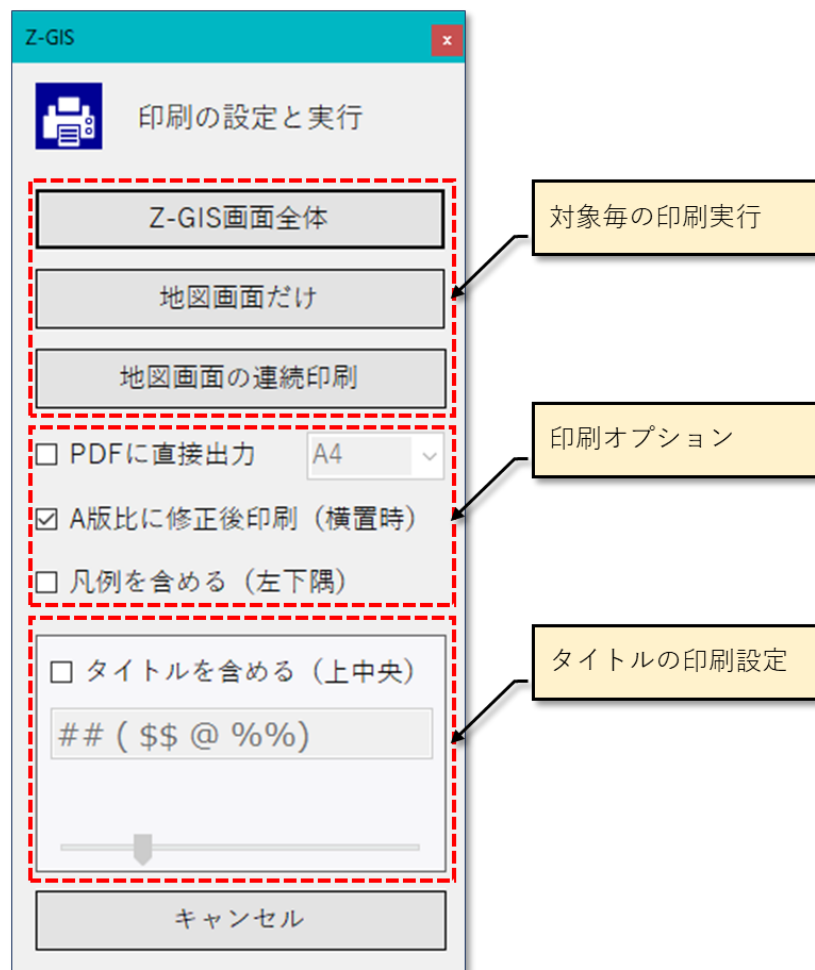 Z-GIS
x
印刷の設定と実行
Z-GIS画面全体
対象毎の印刷実行
地図画面だけ
地図画面の連続印刷
印刷オプション
PDFに直接出力 A4
A版比に修正後印刷（横置時）
凡例を含める（左下隅）
タイトルの印刷設定
タイトルを含める（上中央）
## ( $$ @ %%)
キャンセル